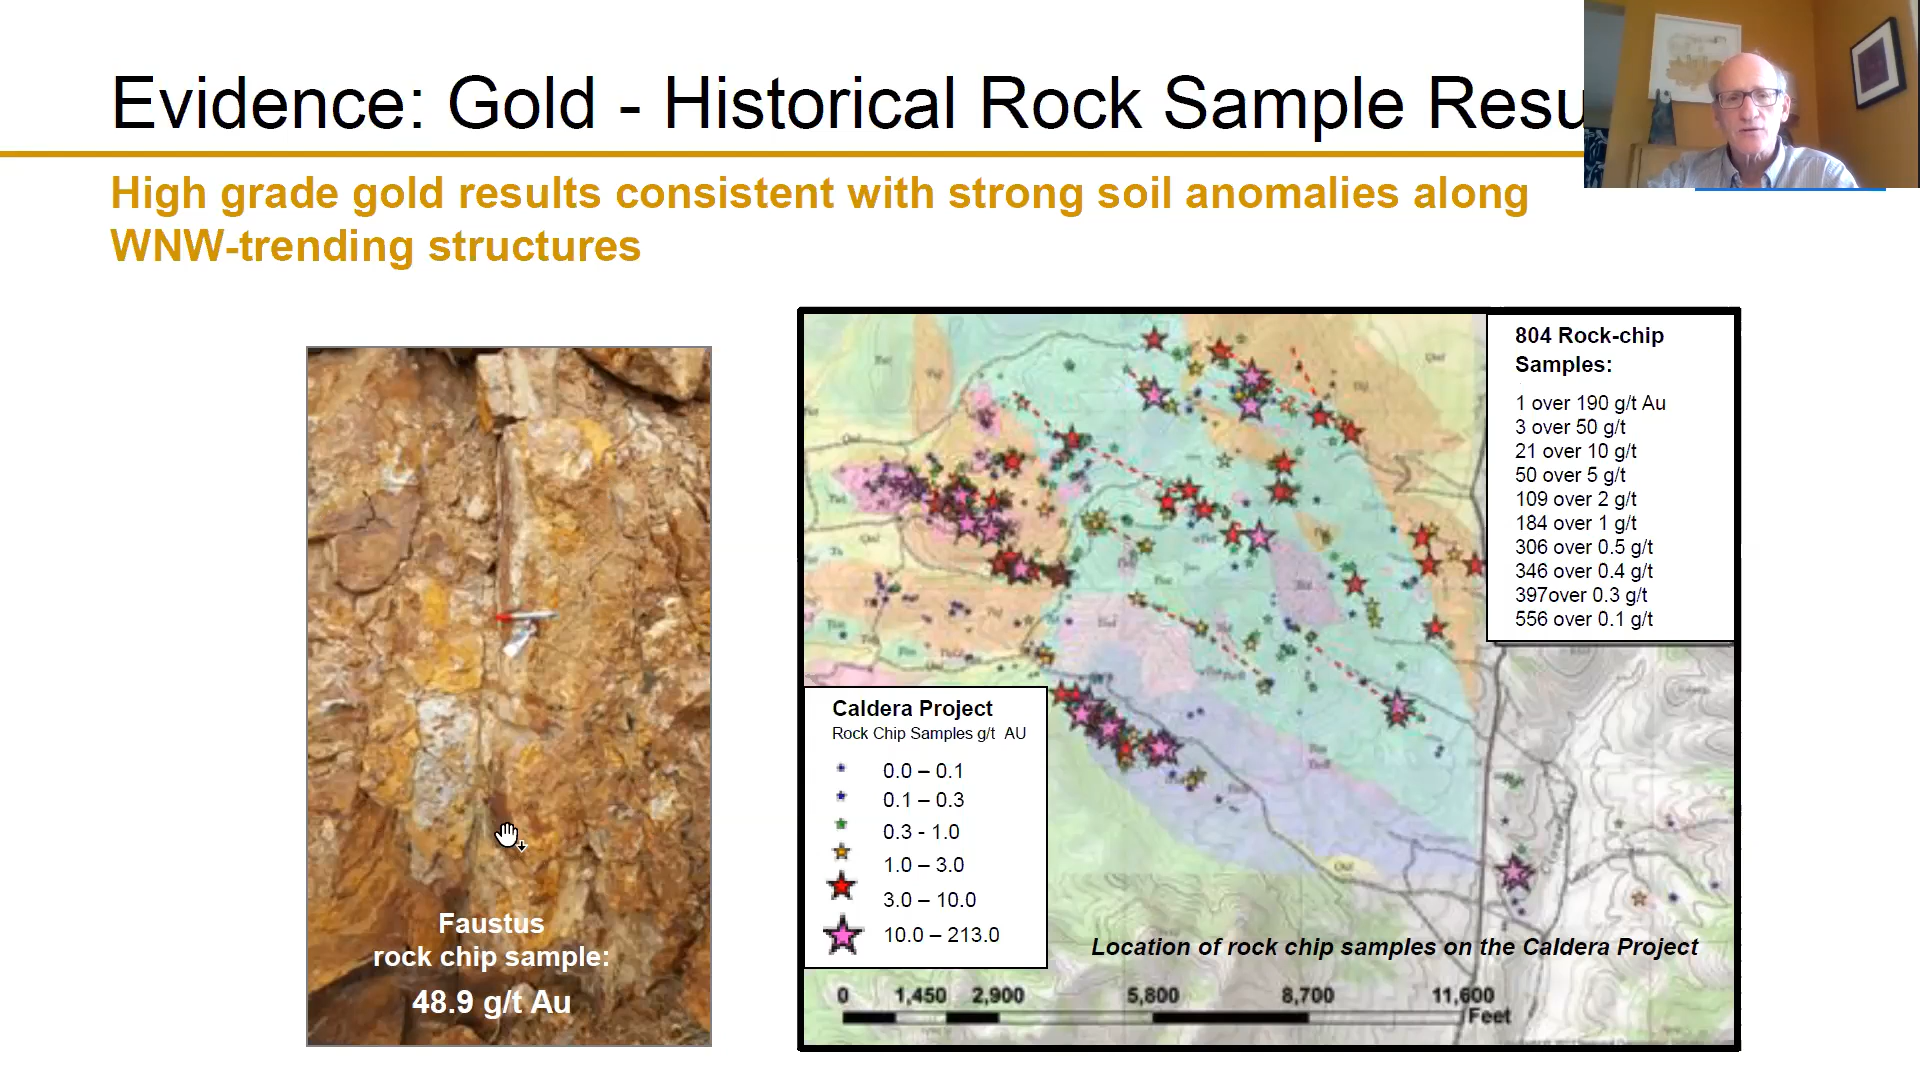 Evidence: Gold - Historical Rock Sample Resu
High grade gold results consistent with strong soil anomalies along
WNW-trending structures
Faustus
rock chip sample:
48.9 g/t Au
804 Rock-chip
Samples:
1 over 190 g/t Au
3 over 50 g/t
21 over 10 g/t
50 over 5 g/t
109 over 2 g/t
184 over 1 g/t
306 over 0.5 g/t
346 over 0.4 g/t
397over 0.3 g/t
556 over 0.1 g/t
Caldera Project
Rock Chip Samples g/t AU
0.0 – 0.1
0.1 – 0.3
0.3 - 1.0
1.0 – 3.0
3.0 – 10.0
10.0 – 213.0
Location of rock chip samples on the Caldera Project
0 1,450 2,900 5,800 8,700 11,600
Feet